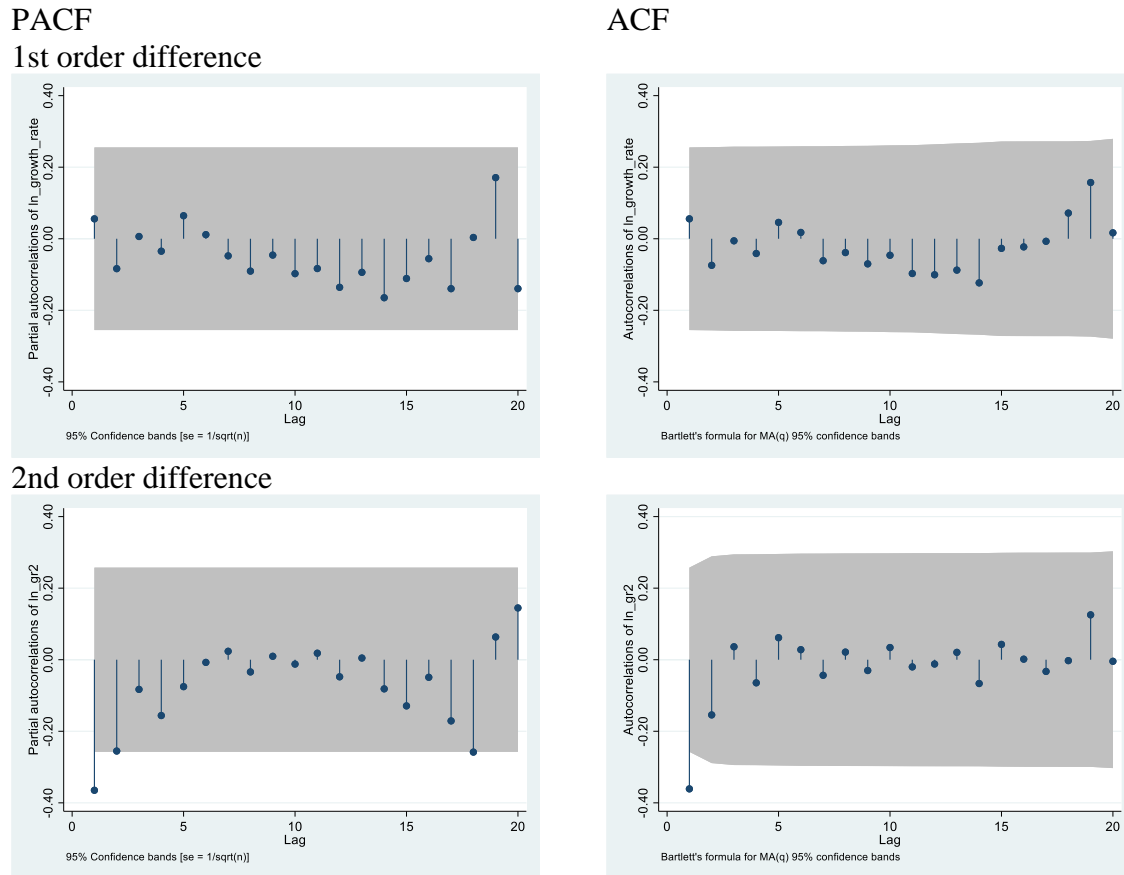 PACF
ACF
1st order difference
Partial autocorrelations of ln_growth_rate
0.40
0.20
0.00
-0.20
-0.40
0 5 10 15 20
Lag
95% Confidence bands [se = 1/sqrt(n)]
Autocorrelations of ln_growth_rate
0.40
0.20
0.00
-0.20
-0.40
0 5 10 15 20
Lag
Bartlett's formula for MA(q) 95% confidence bands
2nd order difference
Partial autocorrelations of ln_gr2
0.40
0.20
0.00
-0.20
-0.40
0 5 10 15 20
Lag
95% Confidence bands [se = 1/sqrt(n)]
Autocorrelations of ln_gr2
0.40
0.20
0.00
-0.20
-0.40
0 5 10 15 20
Lag
Bartlett's formula for MA(q) 95% confidence bands